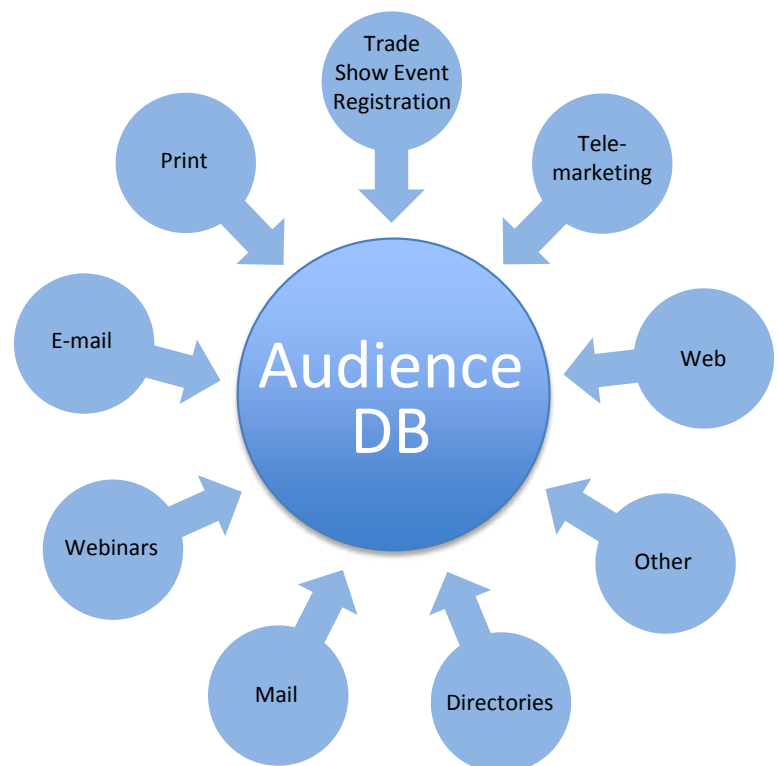 Trade
Show Event
Registration
Tele-
marketing
Web
Other
Directories
Mail
Webinars
E-mail
Print
Audience
DB